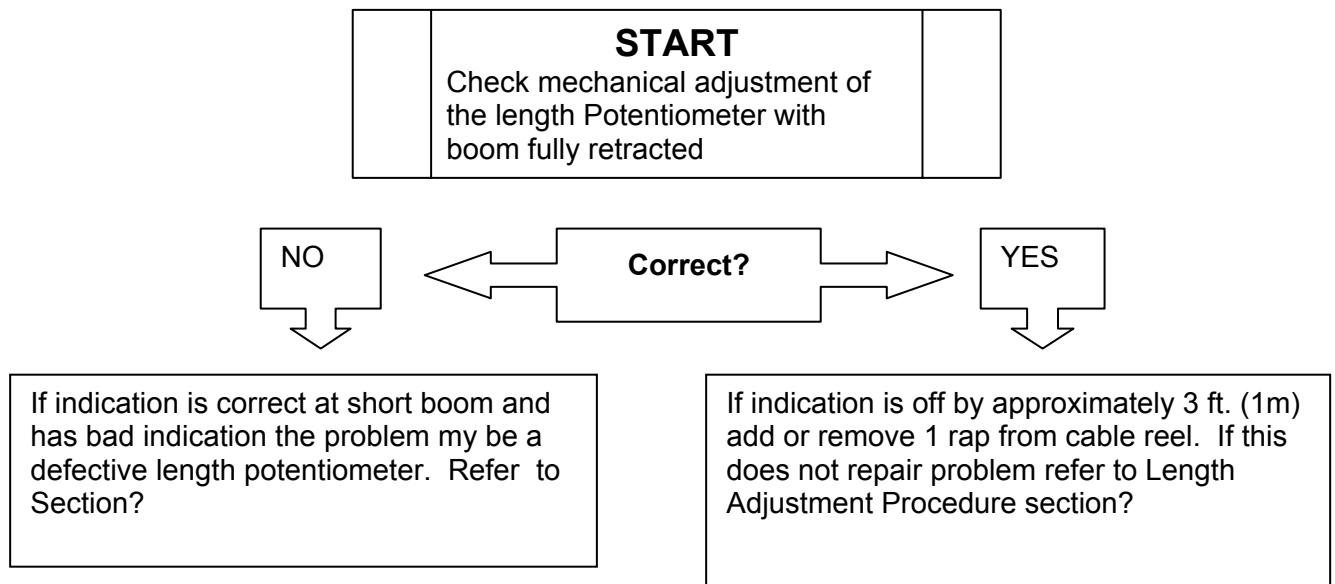 START
Check mechanical adjustment of
the length Potentiometer with
boom fully retracted
NO
Correct?
YES
If indication is correct at short boom and
has bad indication the problem my be a
defective length potentiometer.  Refer  to
Section?
If indication is off by approximately 3 ft. (1m)
add or remove 1 rap from cable reel.  If this
does not repair problem refer to Length
Adjustment Procedure section?